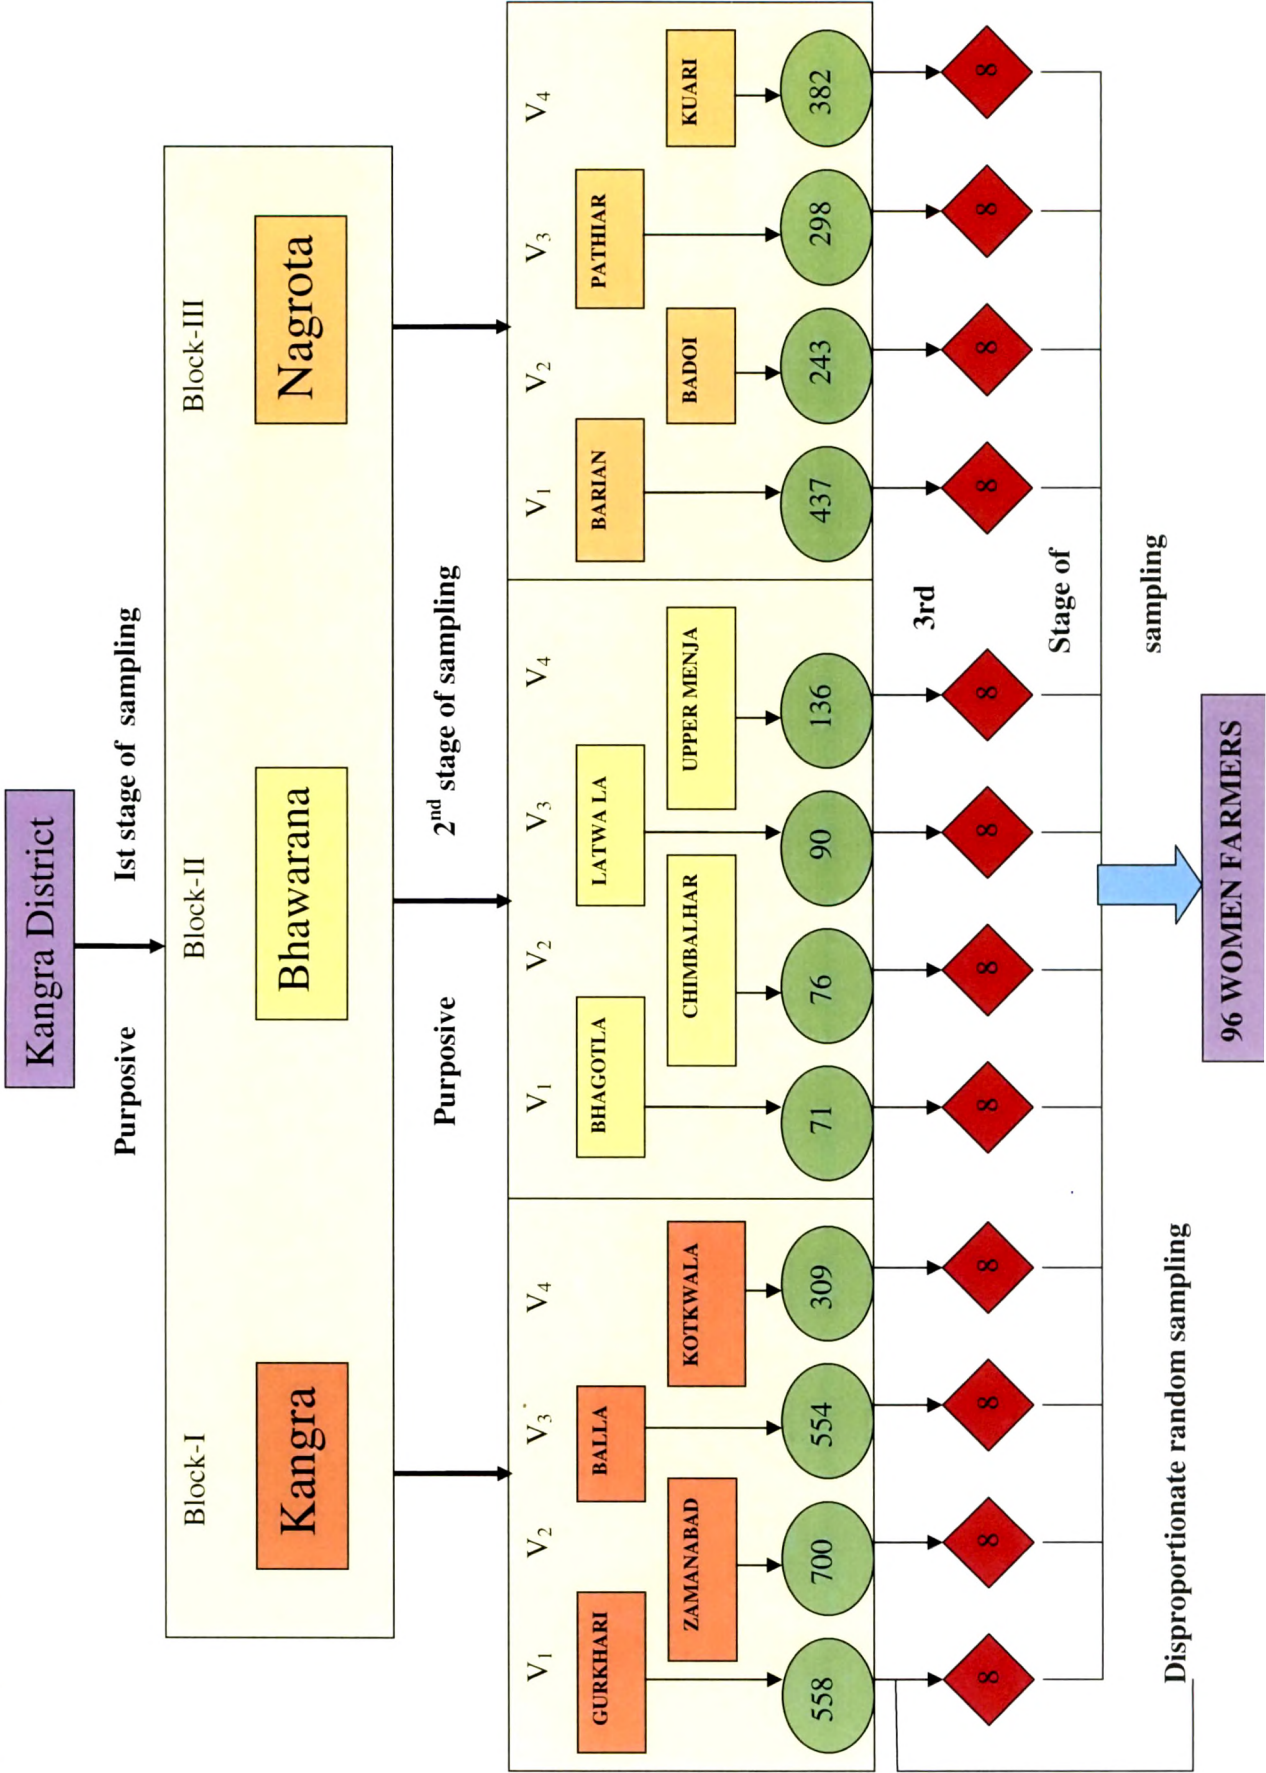 Kangra District
Purposive
Ist stage of sampling
Block-I
Block-II
Block-III
Kangra
Bhawarana
Nagrota
Purposive
2nd stage of sampling
V1
V2
V3
V4
V1
V2
V3
V4
V1
V2
V3
V4
GURKHARI
BALLA
BHAGOTLA
LATWA LA
BARIAN
PATHIAR
ZAMANABAD
KOTKWALA
CHIMBALHAR
UPPER MENJA
BADOI
KUARI
558
700
554
309
71
76
90
136
437
243
298
382
3rd
8
8
8
8
8
8
8
8
8
8
8
8
Stage of
sampling
Disproportionate random sampling
96 WOMEN FARMERS